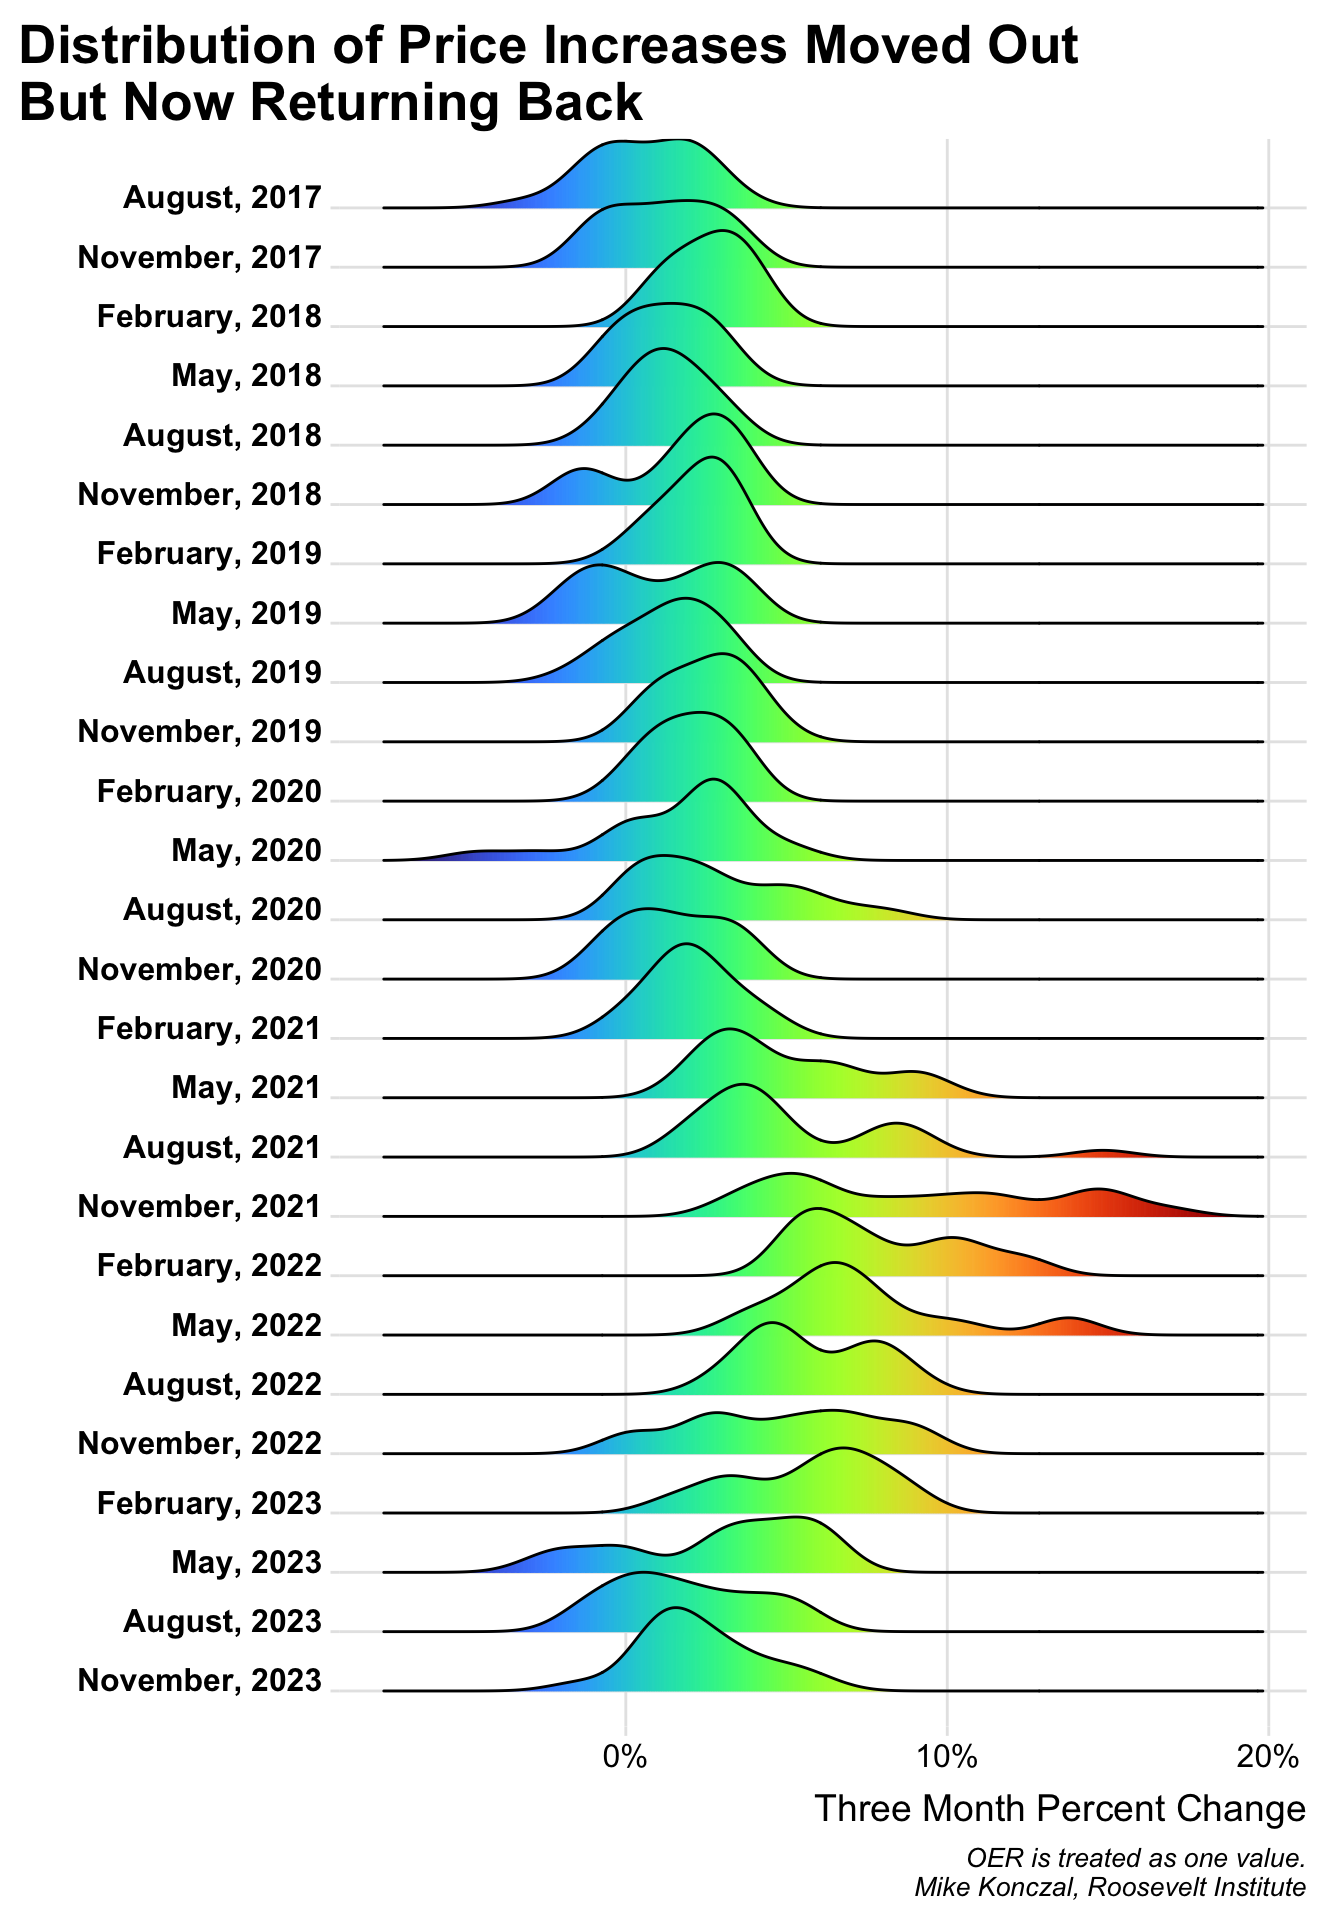 Distribution of Price Increases Moved Out
But Now Returning Back
August, 2017
November, 2017
February, 2018
May, 2018
August, 2018
November, 2018
February, 2019
May, 2019
August, 2019
November, 2019
February, 2020
May, 2020
August, 2020
November, 2020
February, 2021
May, 2021
August, 2021
November, 2021
February, 2022
May, 2022
August, 2022
November, 2022
February, 2023
May, 2023
August, 2023
November, 2023
0% 10% 20%
Three Month Percent Change
OER is treated as one value.
Mike Konczal, Roosevelt Institute